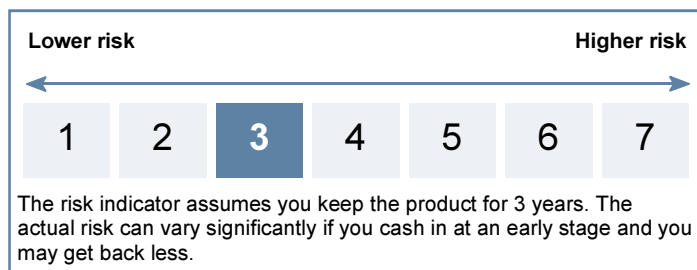 Lower risk Higher risk
1 2 3 4 5 6 7
The risk indicator assumes you keep the product for 3 years. The
actual risk can vary significantly if you cash in at an early stage and you
may get back less.